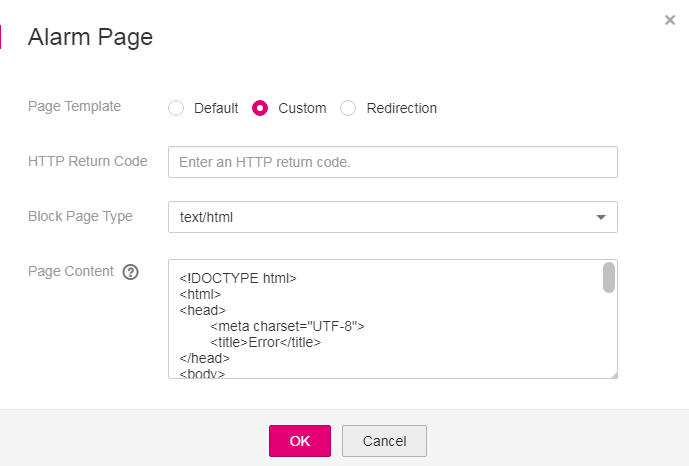 Alarm Page
Page Template Default Custom Redirection
HTTP Return Code Enter an HTTP return code.
Block Page Type text/html
Page Content ?
<!DOCTYPE html>
<html>
<head>
<meta charset="UTF-8">
<title>Error</title>
</head>
<body>
OK Cancel